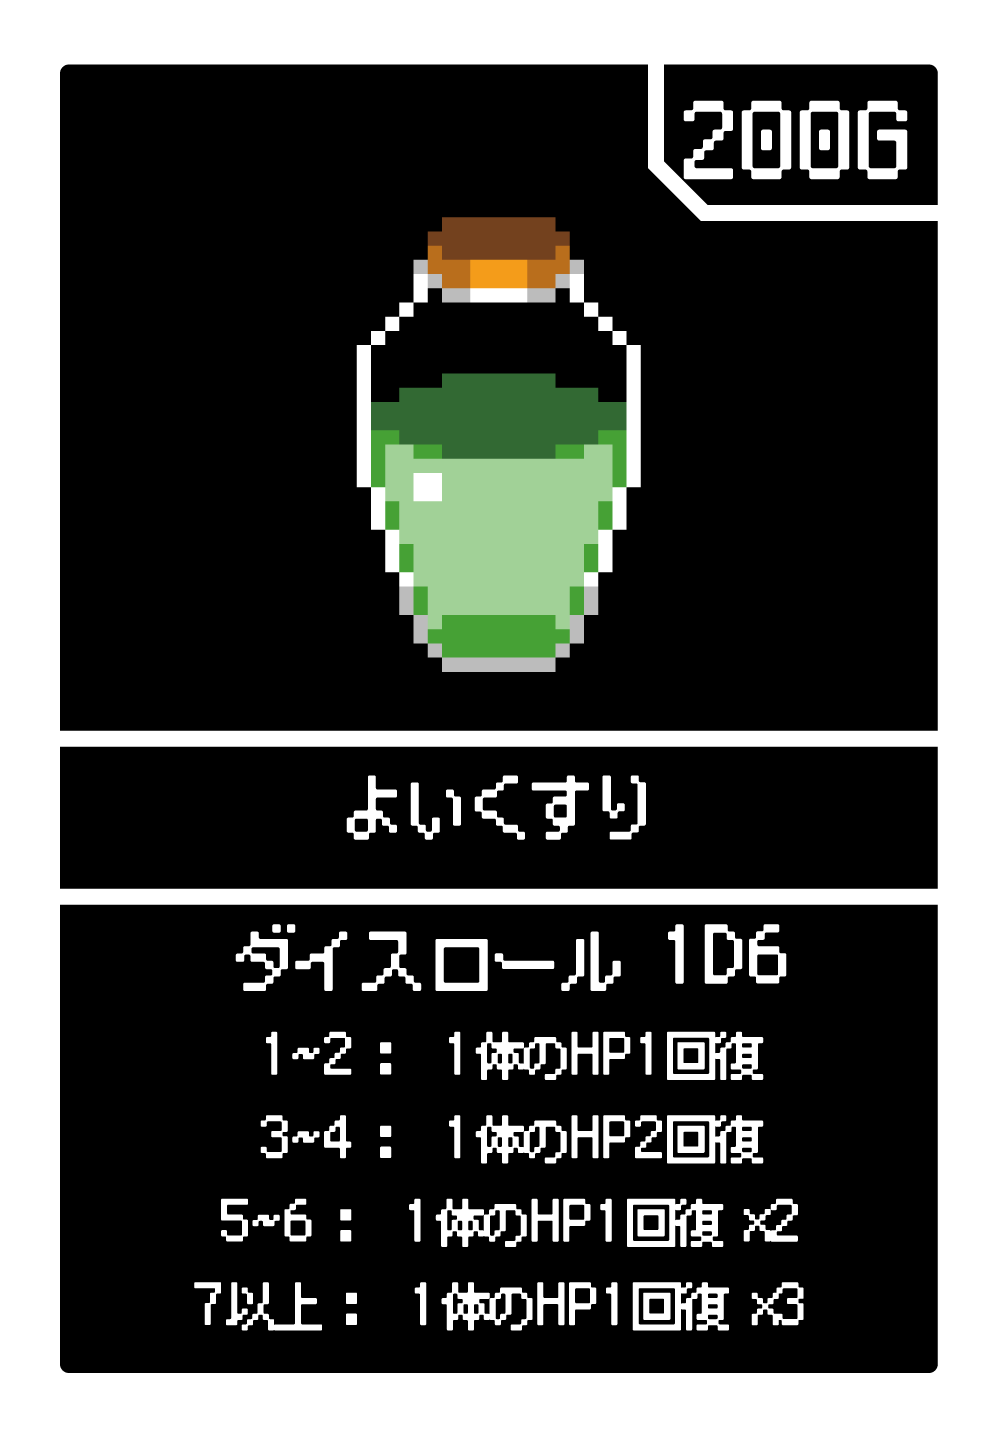 200G
よいくすり
ダイスロール 1D6
1~2： 1体のHP1回復
3~4： 1体のHP2回復
5~6： 1体のHP1回復 x2
7以上： 1体のHP1回復 x3